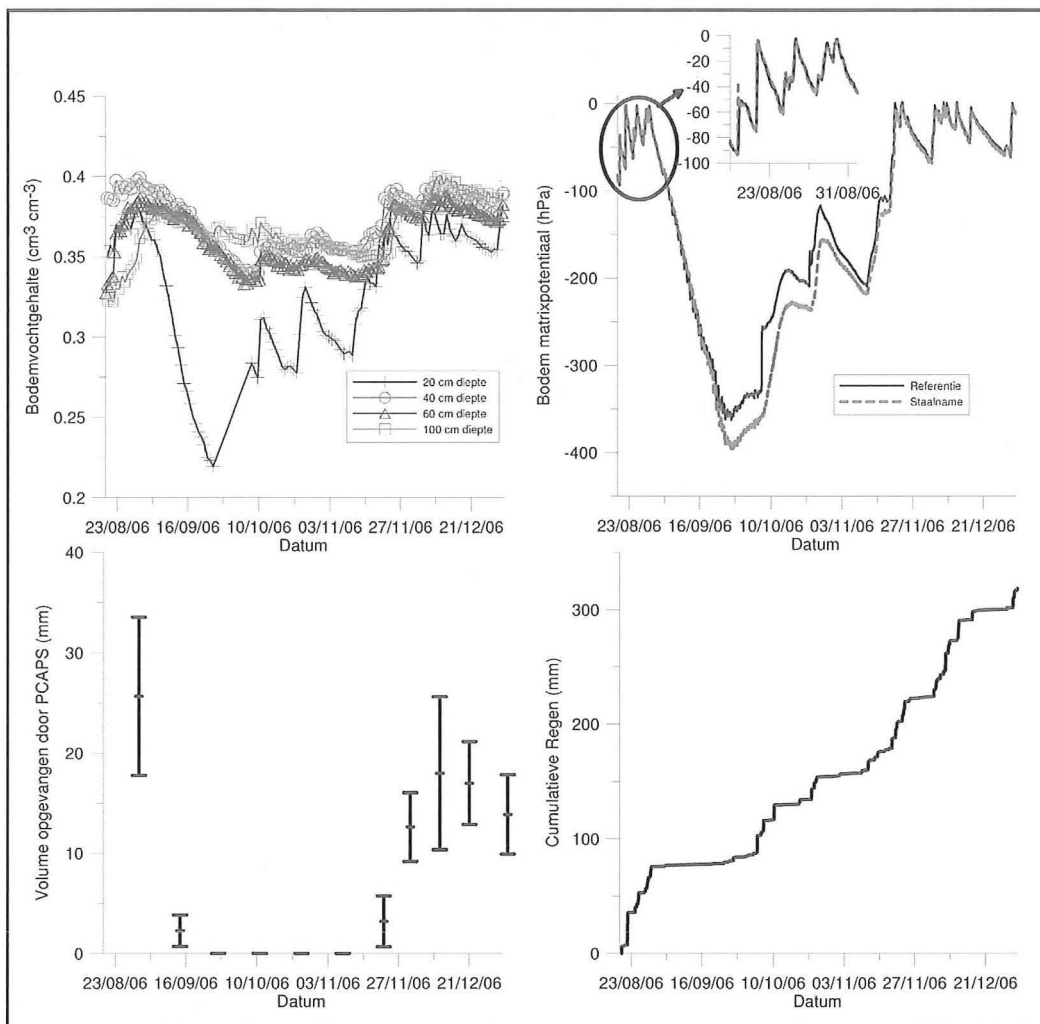 0.45
0.4
0.35
0.3
0.25
0.2
Bodemvochtgehalte (cm3 cm-3)
20 cm diepte
40 cm diepte
60 cm diepte
100 cm diepte
23/08/06 16/09/06 10/10/06 03/11/06 27/11/06 21/12/06
Datum
0
-20
-40
-60
-80
-100
23/08/06 31/08/06
0
-100
-200
-300
-400
Bodem matrixpotentiaal (hPa)
Referentie
Staalname
23/08/06 16/09/06 10/10/06 03/11/06 27/11/06 21/12/06
Datum
40
30
20
10
0
Volume opgevangen door PCAPS (mm)
23/08/06 16/09/06 10/10/06 03/11/06 27/11/06 21/12/06
Datum
300
200
100
0
Cumulatieve Regen (mm)
23/08/06 16/09/06 10/10/06 03/11/06 27/11/06 21/12/06
Datum